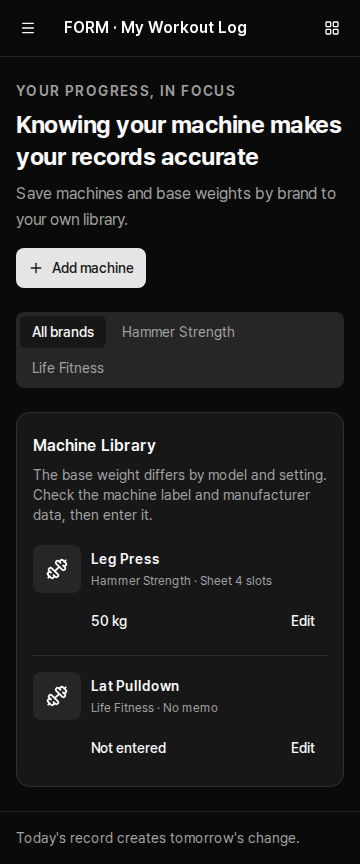 FORM · My Workout Log
YOUR PROGRESS, IN FOCUS
Knowing your machine makes
your records accurate
Save machines and base weights by brand to
your own library.
Add machine
All brands
Hammer Strength
Life Fitness
Machine Library
The base weight differs by model and setting.
Check the machine label and manufacturer
data, then enter it.
Leg Press
Hammer Strength · Sheet 4 slots
50 kg
Edit
Lat Pulldown
Life Fitness · No memo
Not entered
Edit
Today's record creates tomorrow's change.